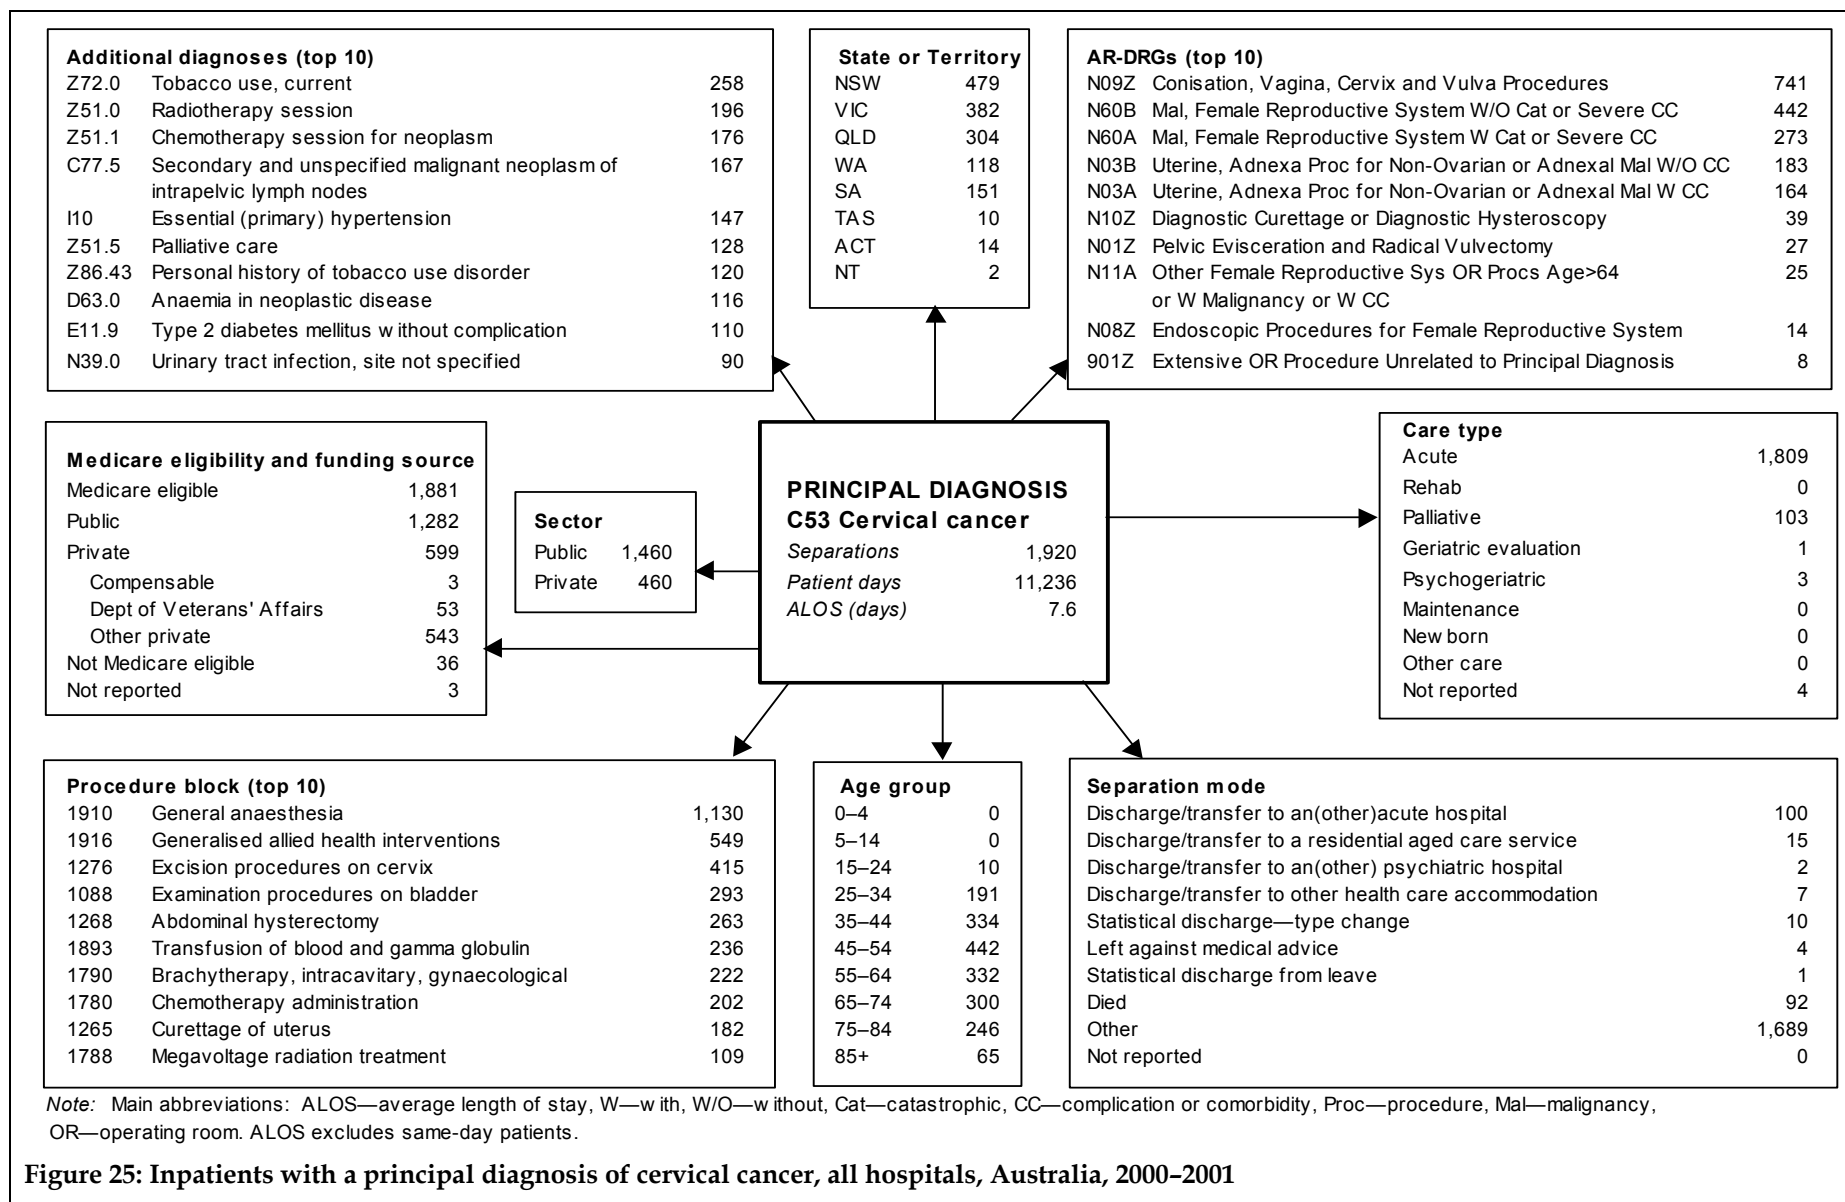 Additional diagnoses (top 10)
Z72.0 Tobacco use, current 258
Z51.0 Radiotherapy session 196
Z51.1 Chemotherapy session for neoplasm 176
C77.5 Secondary and unspecified malignant neoplasm of 167
intrapelvic lymph nodes
I10 Essential (primary) hypertension 147
Z51.5 Palliative care 128
Z86.43 Personal history of tobacco use disorder 120
D63.0 Anaemia in neoplastic disease 116
E11.9 Type 2 diabetes mellitus without complication 110
N39.0 Urinary tract infection, site not specified 90
State or Territory
NSW 479
VIC 382
QLD 304
WA 118
SA 151
TAS 10
ACT 14
NT 2
AR-DRGs (top 10)
N09Z Conisation, Vagina, Cervix and Vulva Procedures 741
N60B Mal, Female Reproductive System W/O Cat or Severe CC 442
N60A Mal, Female Reproductive System W Cat or Severe CC 273
N03B Uterine, Adnexa Proc for Non-Ovarian or Adnexal Mal W/O CC 183
N03A Uterine, Adnexa Proc for Non-Ovarian or Adnexal Mal W CC 164
N10Z Diagnostic Curettage or Diagnostic Hysteroscopy 39
N01Z Pelvic Evisceration and Radical Vulvectomy 27
N11A Other Female Reproductive Sys OR Procs Age>64 25
or W Malignancy or W CC
N08Z Endoscopic Procedures for Female Reproductive System 14
901Z Extensive OR Procedure Unrelated to Principal Diagnosis 8
Medicare eligibility and funding source
Medicare eligible 1,881
Public 1,282
Private 599
Compensable 3
Dept of Veterans' Affairs 53
Other private 543
Not Medicare eligible 36
Not reported 3
Sector
Public 1,460
Private 460
PRINCIPAL DIAGNOSIS
C53 Cervical cancer
Separations 1,920
Patient days 11,236
ALOS (days) 7.6
Care type
Acute 1,809
Rehab 0
Palliative 103
Geriatric evaluation 1
Psychogeriatric 3
Maintenance 0
Newborn 0
Other care 0
Not reported 4
Procedure block (top 10)
1910 General anaesthesia 1,130
1916 Generalised allied health interventions 549
1276 Excision procedures on cervix 415
1088 Examination procedures on bladder 293
1268 Abdominal hysterectomy 263
1893 Transfusion of blood and gamma globulin 236
1790 Brachytherapy, intracavitary, gynaecological 222
1780 Chemotherapy administration 202
1265 Curettage of uterus 182
1788 Megavoltage radiation treatment 109
Age group
0–4 0
5–14 0
15–24 10
25–34 191
35–44 334
45–54 442
55–64 332
65–74 300
75–84 246
85+ 65
Separation mode
Discharge/transfer to an(other)acute hospital 100
Discharge/transfer to a residential aged care service 15
Discharge/transfer to an(other) psychiatric hospital 2
Discharge/transfer to other health care accommodation 7
Statistical discharge—type change 10
Left against medical advice 4
Statistical discharge from leave 1
Died 92
Other 1,689
Not reported 0
Note: Main abbreviations: ALOS—average length of stay, W—with, W/O—without, Cat—catastrophic, CC—complication or comorbidity, Proc—procedure, Mal—malignancy,
OR—operating room. ALOS excludes same-day patients.
Figure 25: Inpatients with a principal diagnosis of cervical cancer, all hospitals, Australia, 2000–2001